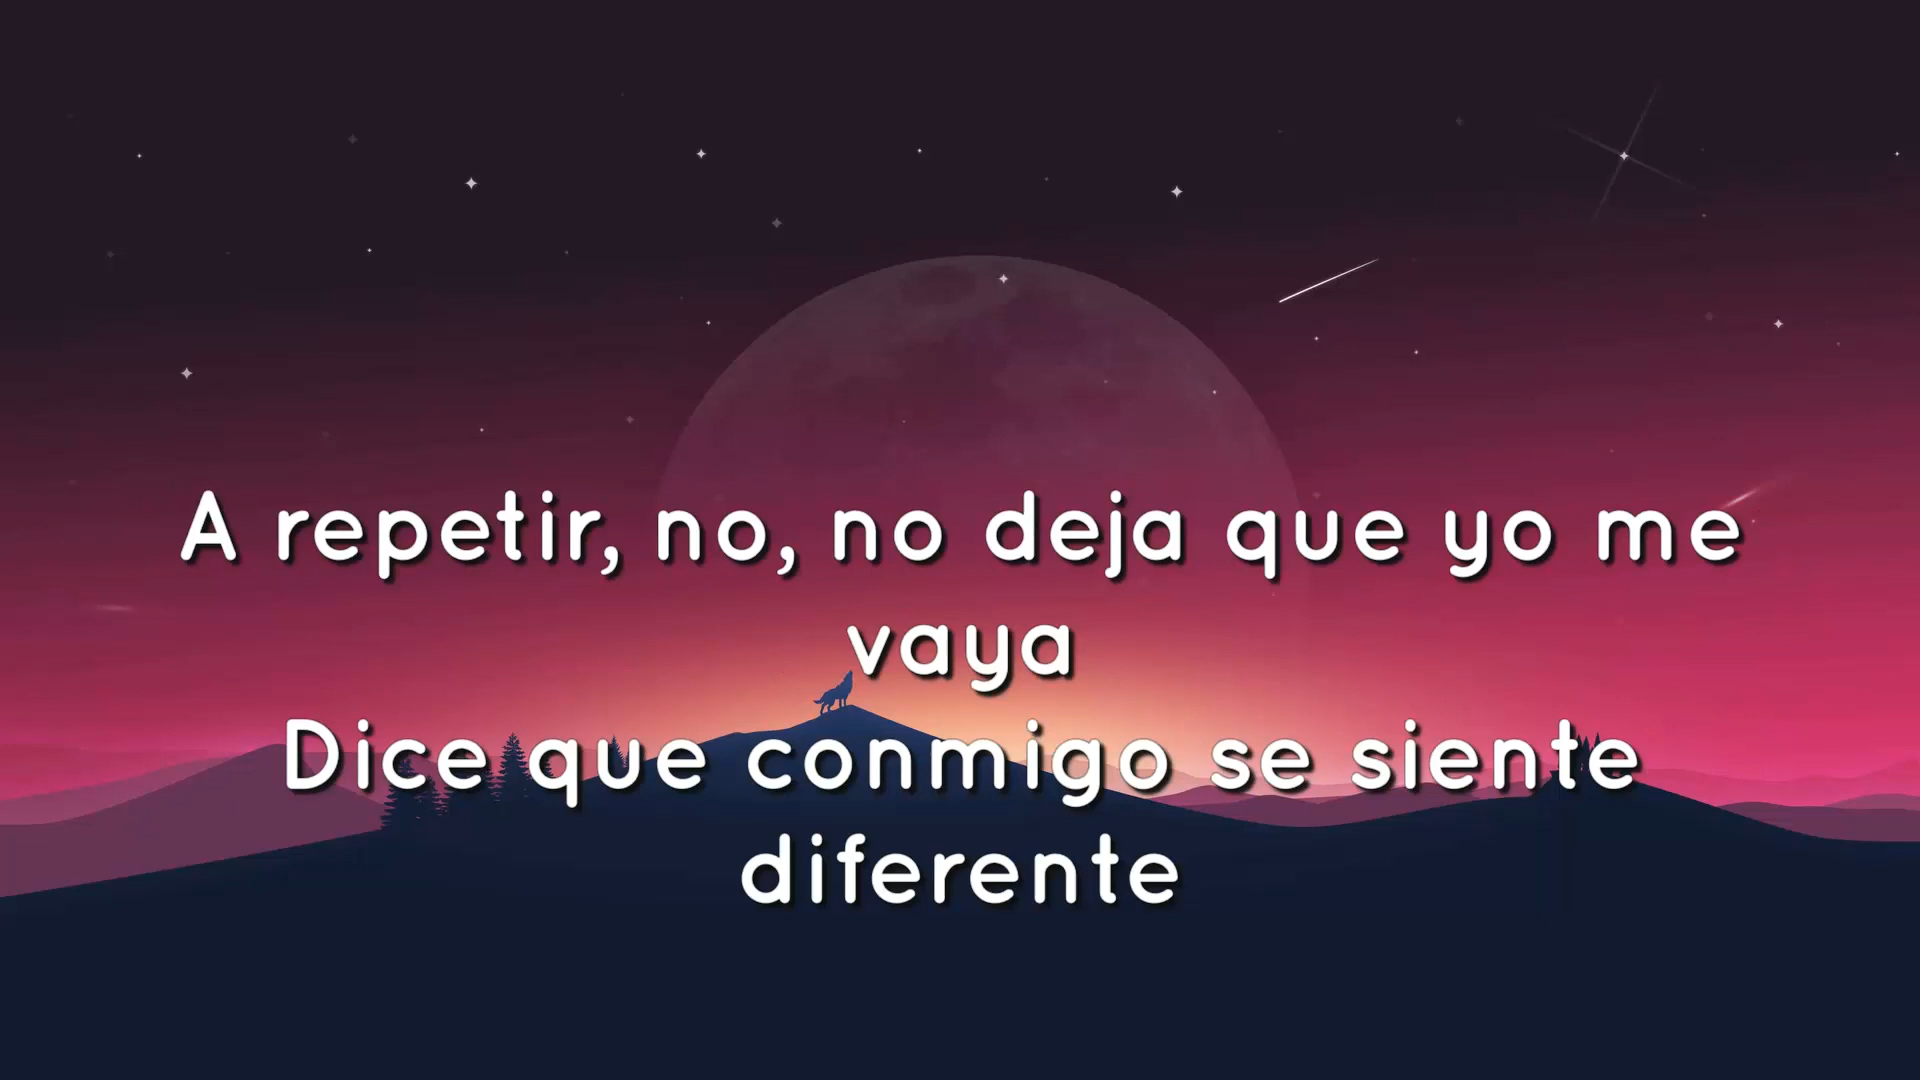 A repetir, no, no deja que yo me
vaya
Dice que conmigo se siente
diferente